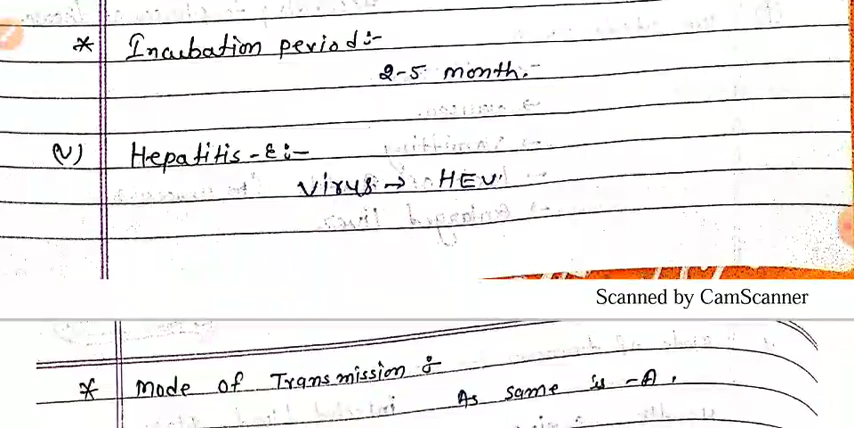 * Incubation period :-
2-5 month.-
(V) Hepatitis - E :-
Virus → HEV.
Scanned by CamScanner
* Mode of Transmission :-
As same is - A.